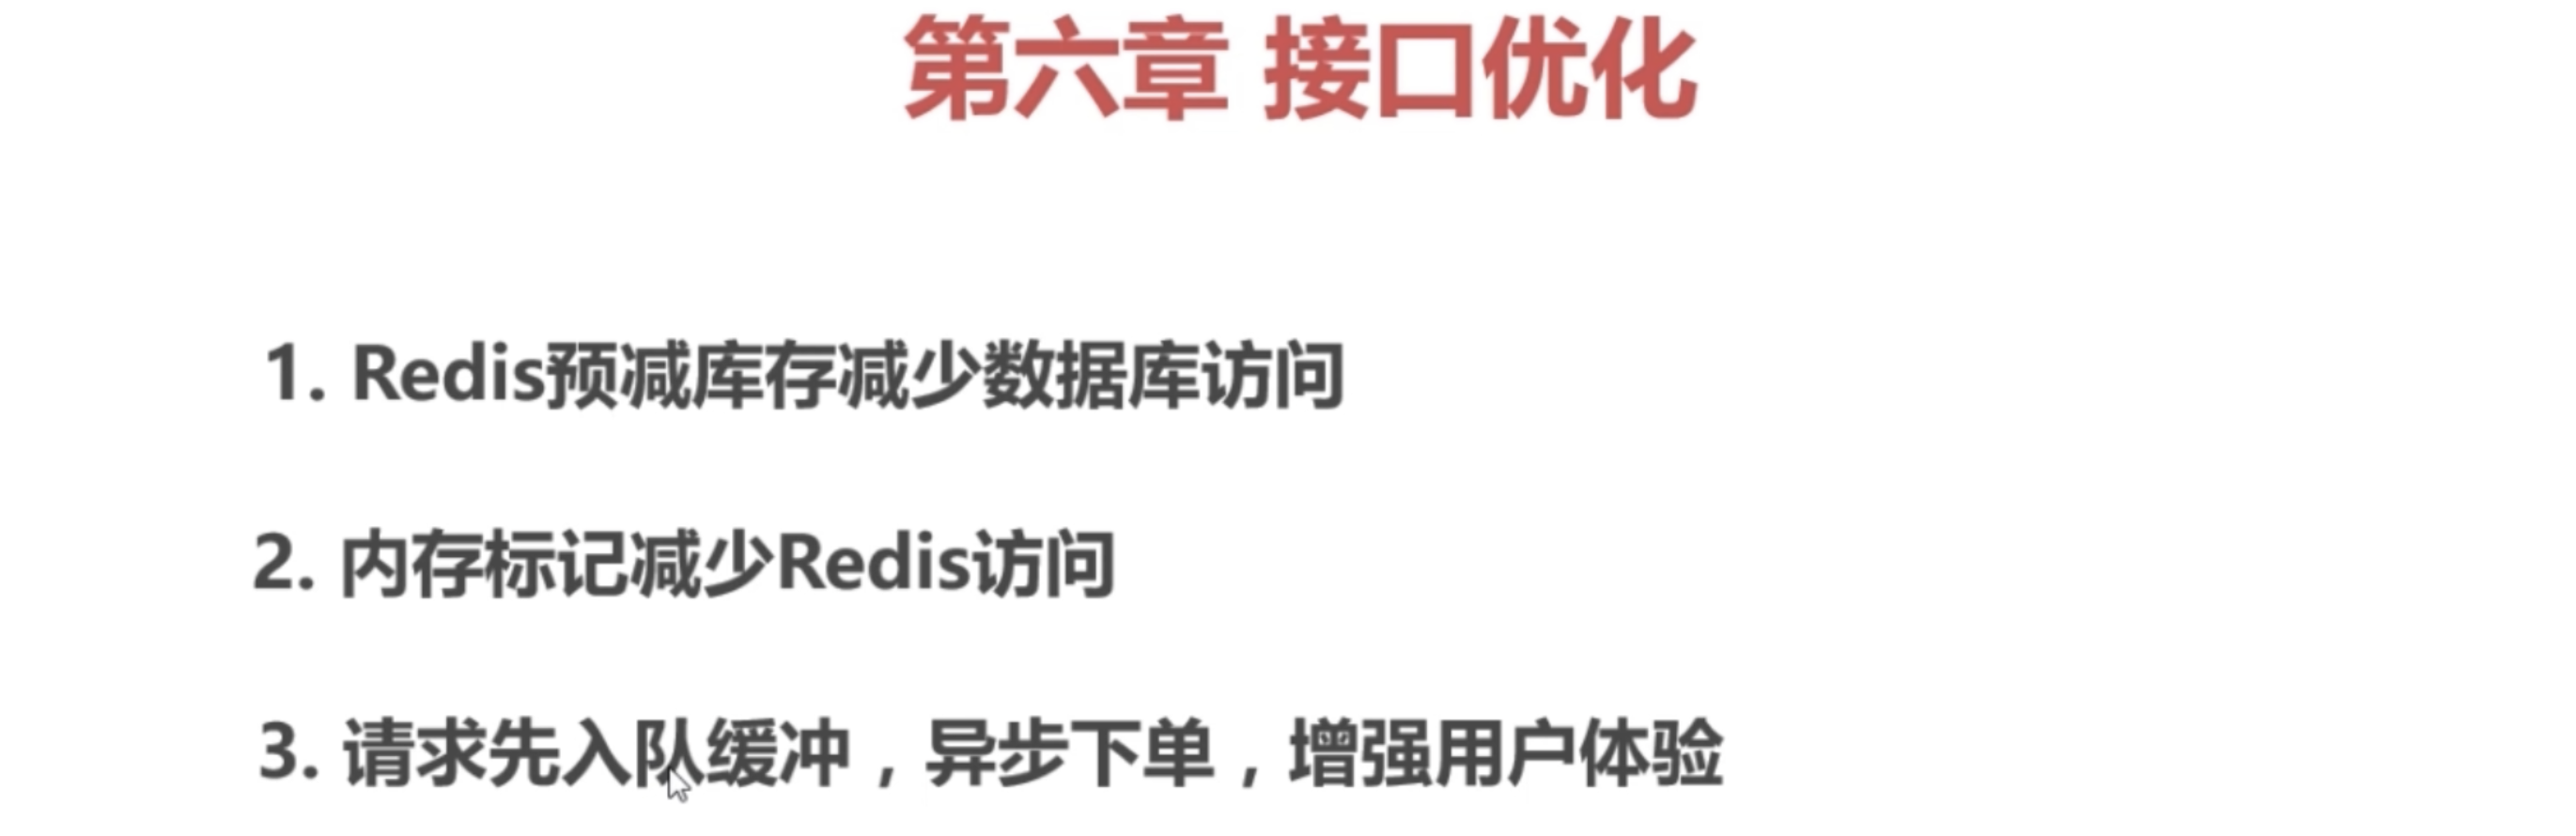 第六章 接口优化
1. Redis预减库存减少数据库访问
2. 内存标记减少Redis访问
3. 请求先入队缓冲，异步下单，增强用户体验